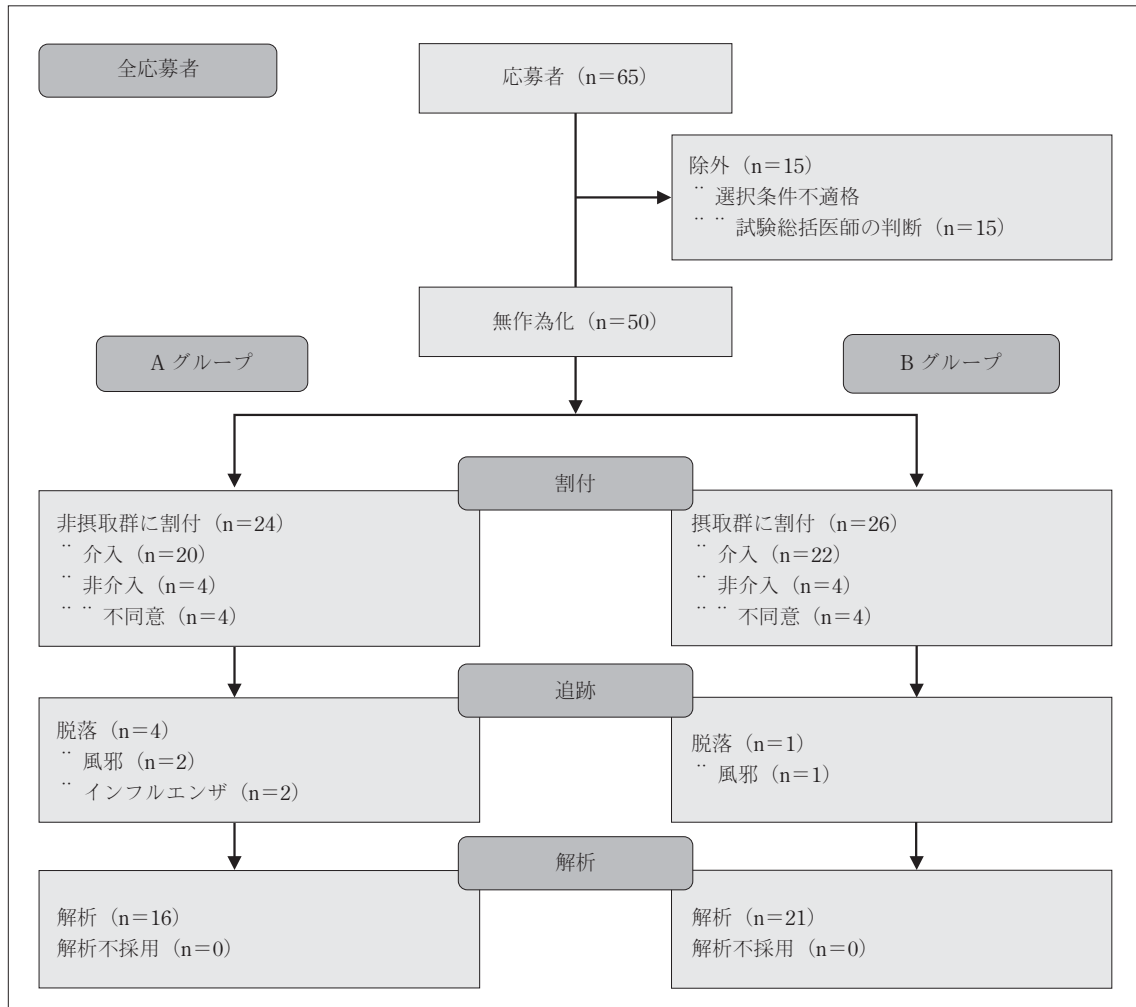 全応募者
応募者（n＝65）
除外（n＝15）
¨ 選択条件不適格
¨ ¨ 試験総括医師の判断（n＝15）
無作為化（n＝50）
A グループ
B グループ
割付
非摂取群に割付（n＝24）
¨ 介入（n＝20）
¨ 非介入（n＝4）
¨ ¨ 不同意（n＝4）
摂取群に割付（n＝26）
¨ 介入（n＝22）
¨ 非介入（n＝4）
¨ ¨ 不同意（n＝4）
追跡
脱落（n＝4）
¨ 風邪（n＝2）
¨ インフルエンザ（n＝2）
脱落（n＝1）
¨ 風邪（n＝1）
解析
解析（n＝16）
解析不採用（n＝0）
解析（n＝21）
解析不採用（n＝0）